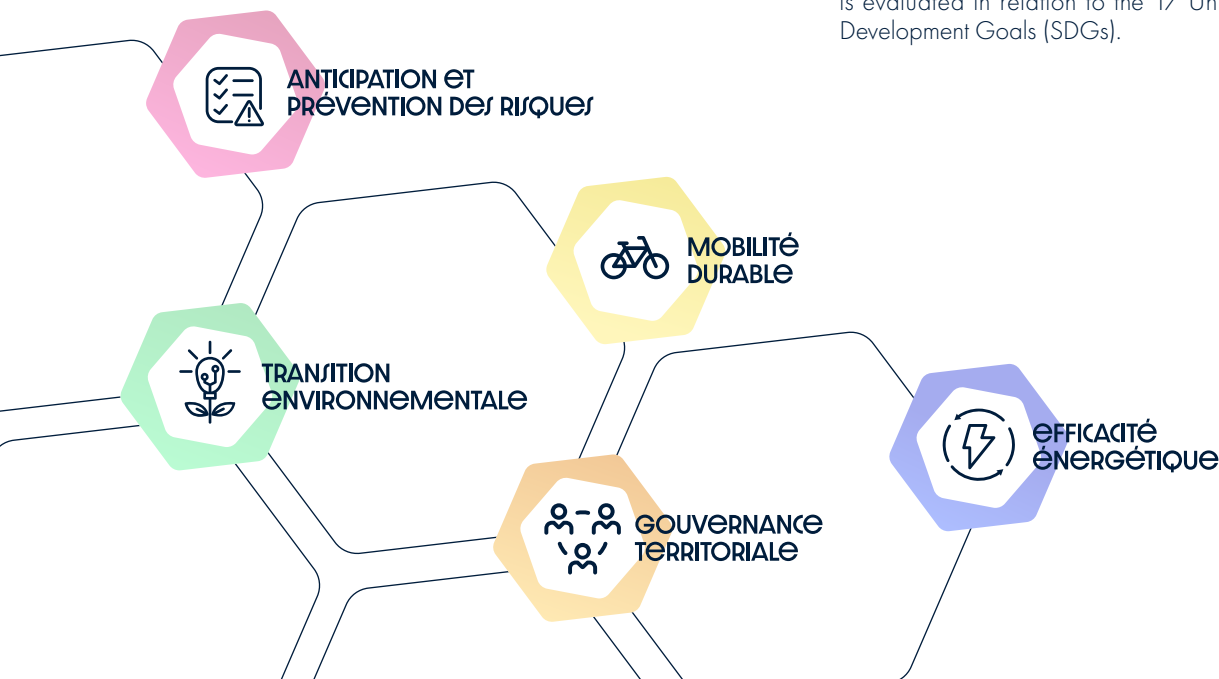 is evaluated in relation to the 17 Un
Development Goals (SDGs).
ANTICIPATION ET
PRÉVENTION DES RISQUES
MOBILITÉ
DURABLE
TRANSITION
ENVIRONNEMENTALE
EFFICACITÉ
ÉNERGÉTIQUE
GOUVERNANCE
TERRITORIALE